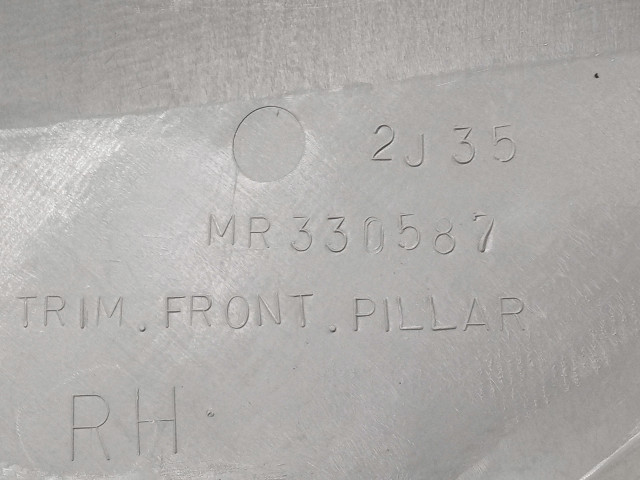 2J35
MR330587
TRIM.FRONT.PILLAR
RH